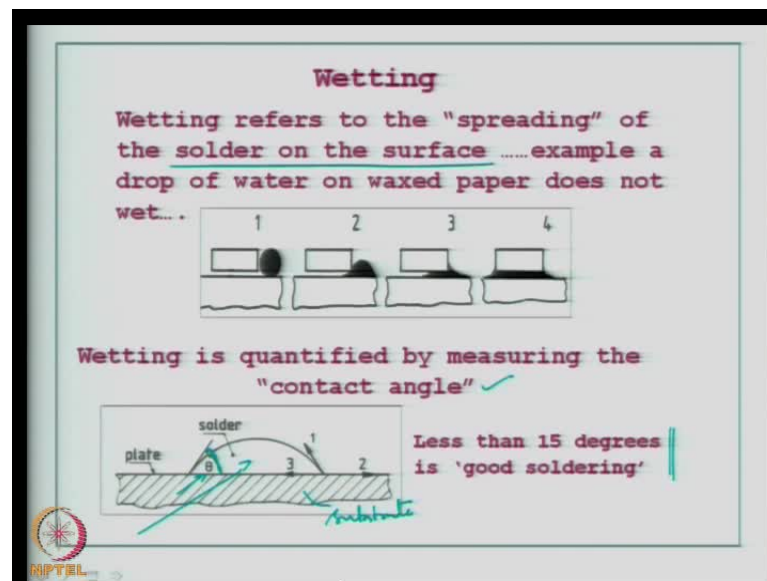 Wetting
Wetting refers to the "spreading" of
the solder on the surface ……example a
drop of water on waxed paper does not
wet….
1 2 3 4
Wetting is quantified by measuring the
"contact angle"
solder
plate
θ
1
3 2
Less than 15 degrees
is 'good soldering'
substrate
NPTEL